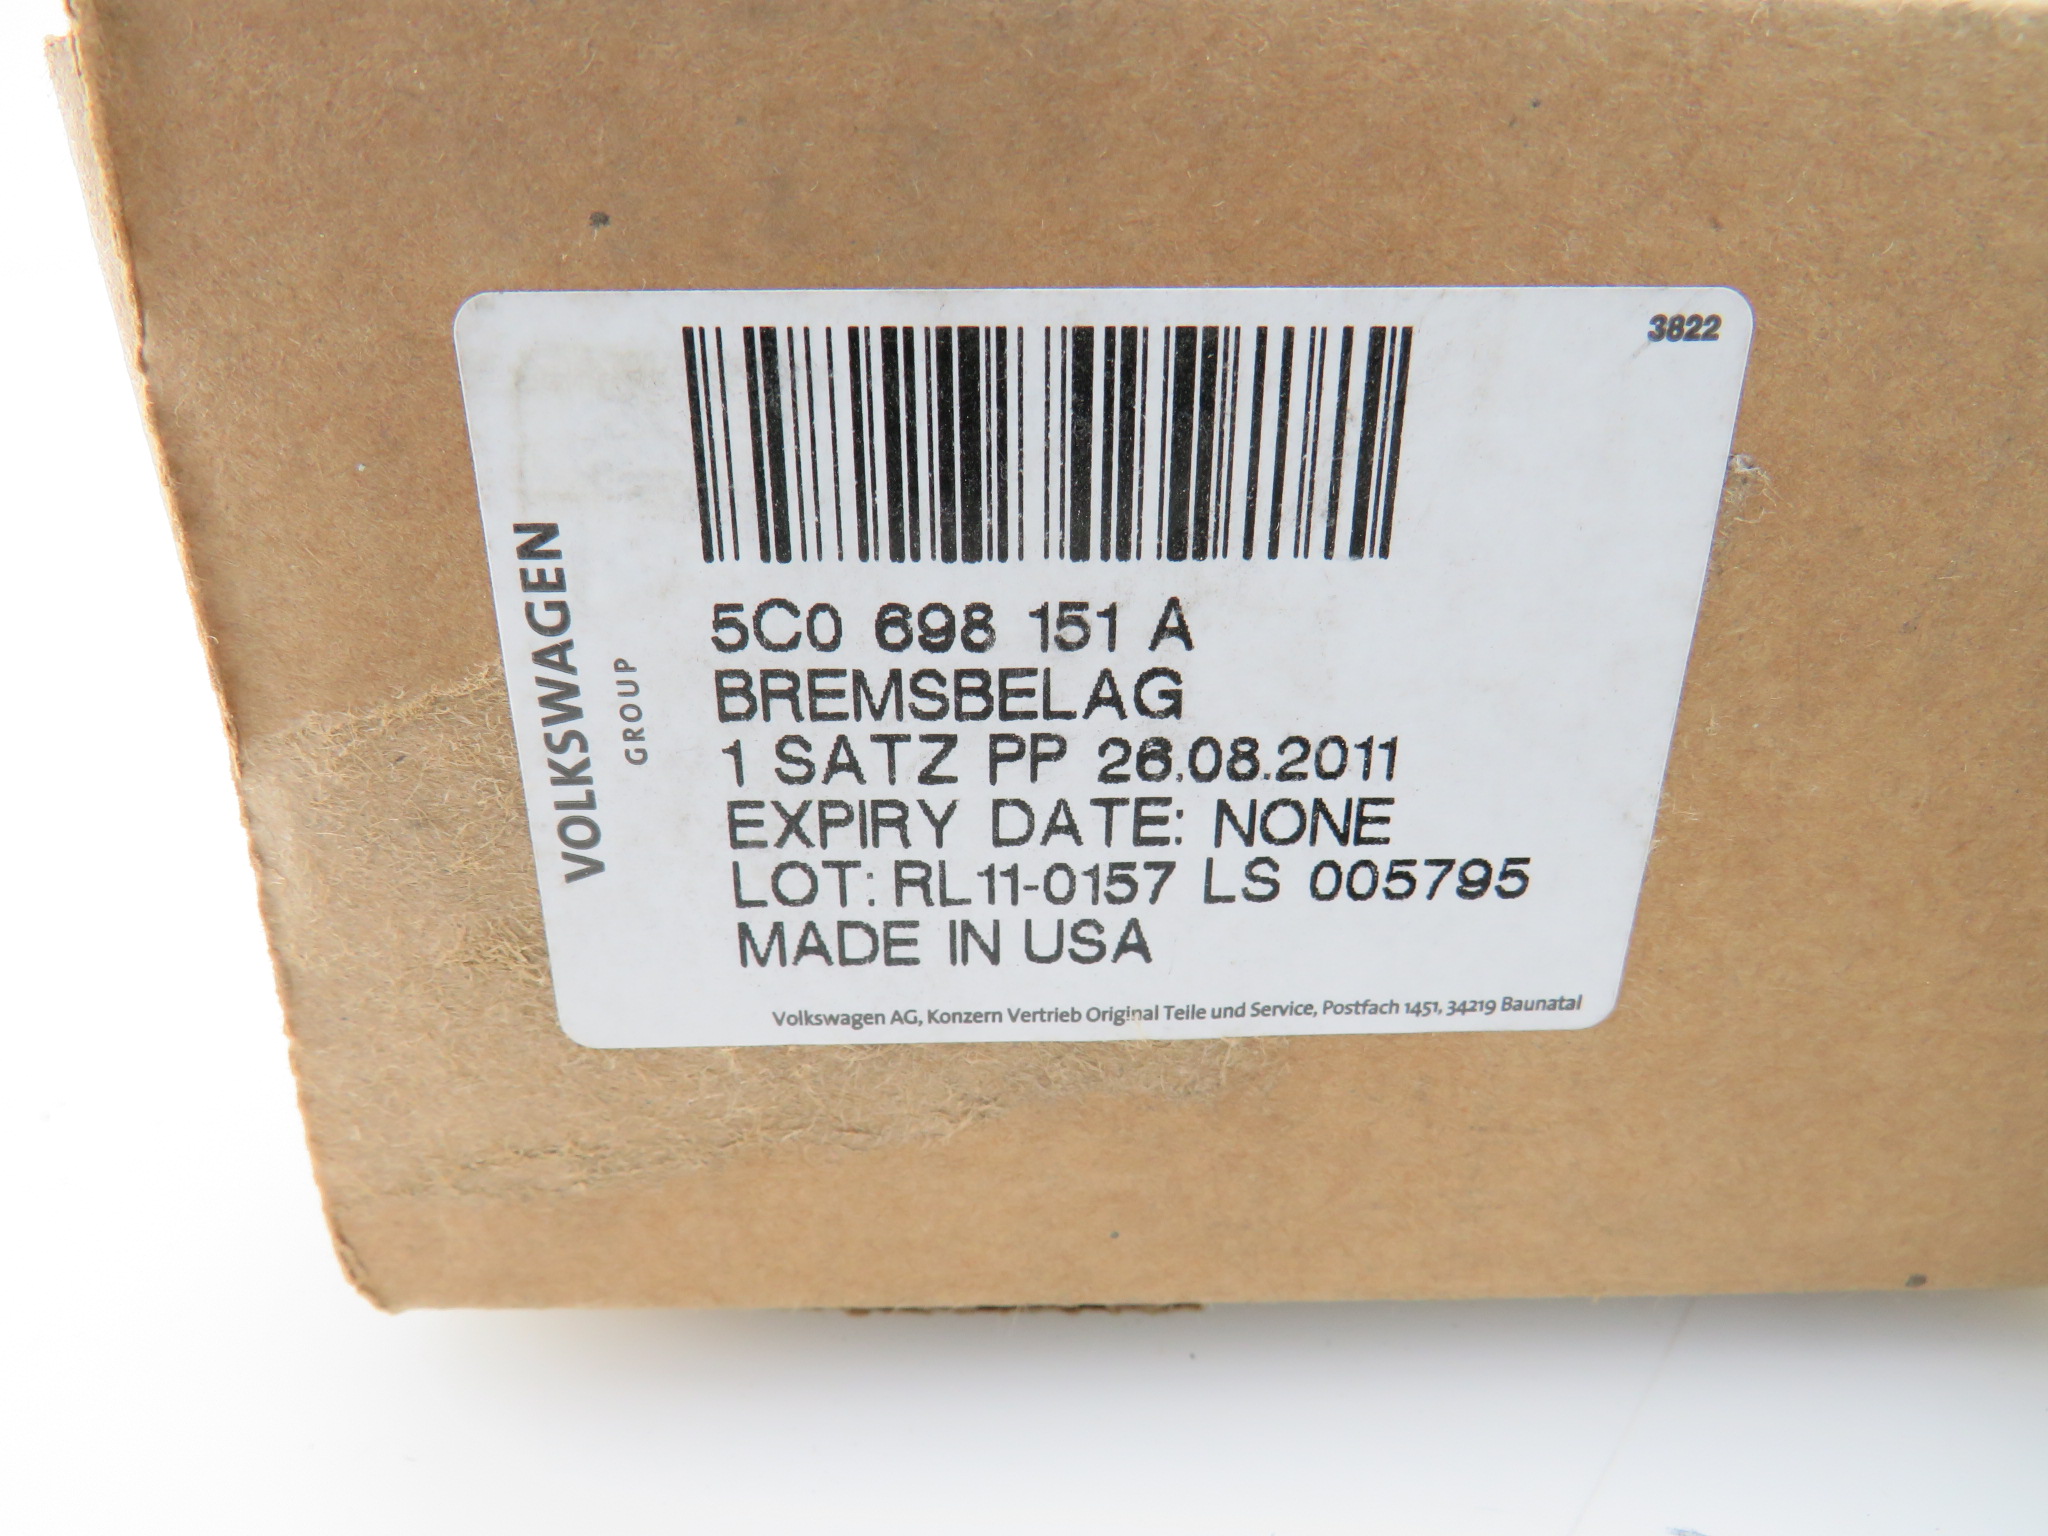 3822
VOLKSWAGEN
GROUP
5C0 698 151 A
BREMSBELAG
1 SATZ PP 26.08.2011
EXPIRY DATE: NONE
LOT: RL11-0157 LS 005795
MADE IN USA
Volkswagen AG, Konzern Vertrieb Original Teile und Service, Postfach 1451, 34219 Baunatal